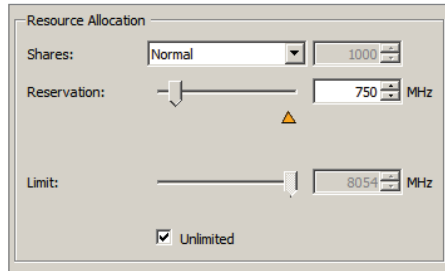 Resource Allocation
Shares: Normal 1000
Reservation: 750 MHz
Limit: 8054 MHz
Unlimited